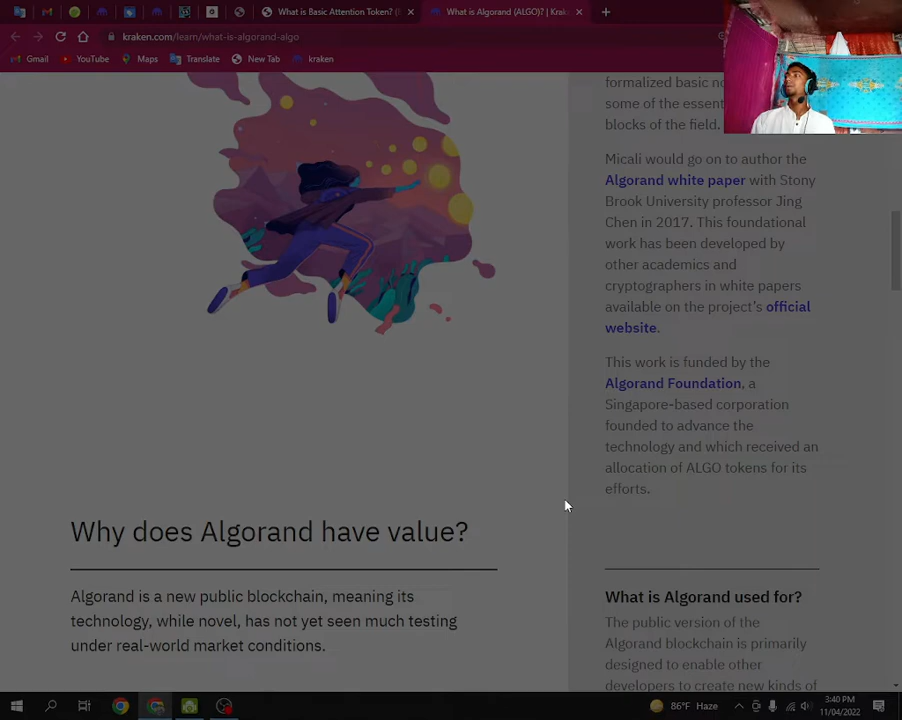 What is Basic Attention Token? (
What is Algorand (ALGO)? | Krak
kraken.com/learn/what-is-algorand-algo
Gmail
YouTube
Maps
Translate
New Tab
kraken
formalized basic
some of the essent
blocks of the field.
Micali would go on to author the
Algorand white paper with Stony
Brook University professor Jing
Chen in 2017. This foundational
work has been developed by
other academics and
cryptographers in white papers
available on the project's official
website.
This work is funded by the
Algorand Foundation, a
Singapore-based corporation
founded to advance the
technology and which received an
allocation of ALGO tokens for its
efforts.
Why does Algorand have value?
Algorand is a new public blockchain, meaning its
technology, while novel, has not yet seen much testing
under real-world market conditions.
What is Algorand used for?
The public version of the
Algorand blockchain is primarily
designed to enable other
developers to create new kinds of
86°F Haze
3:40 PM
11/04/2022